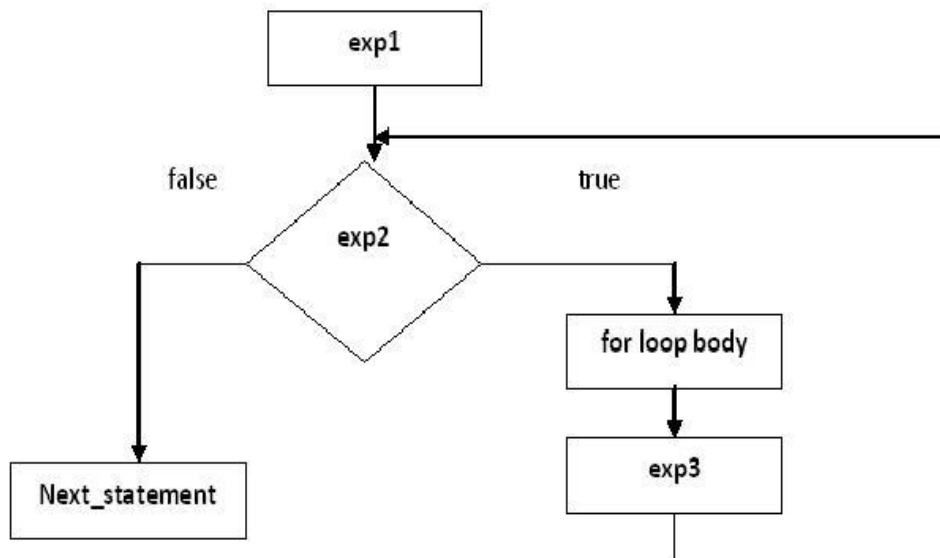 exp1
false
true
exp2
for loop body
exp3
Next_statement